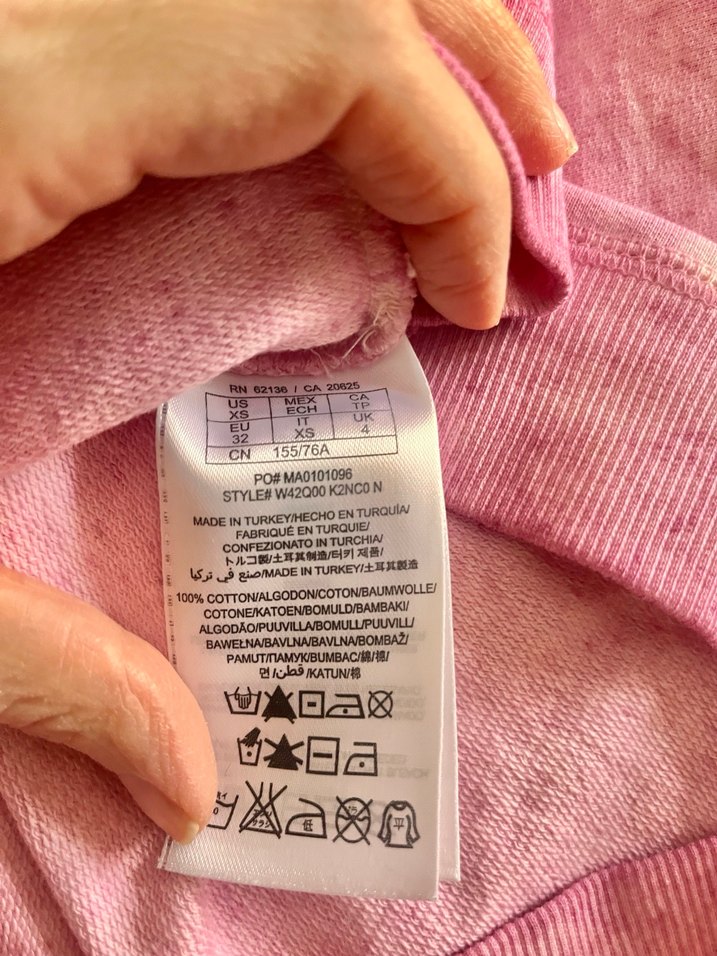 RN 62136 / CA 20625
US XS MEX ECH CA TP
EU 32 IT XS UK 4
CN 155/76A
PO# MA0101096
STYLE# W42Q00 K2NC0 N
MADE IN TURKEY/HECHO EN TURQUÍA/
FABRIQUÉ EN TURQUIE/
CONFEZIONATO IN TURCHIA/
トルコ製/土耳其制造/터키 제품/
صنع في تركيا/MADE IN TURKEY/土耳其製造
100% COTTON/ALGODON/COTON/BAUMWOLLE/
COTONE/KATOEN/BOMULD/BAMBAKI/
ALGODÃO/PUUVILLA/BOMULL/PUUVILL/
BAWEŁNA/BAVLNA/BAVLNA/BOMBAŽ/
PAMUT/ПАМУК/BUMBAC/綿/棉/
면/قطن/KATUN/棉
低
平